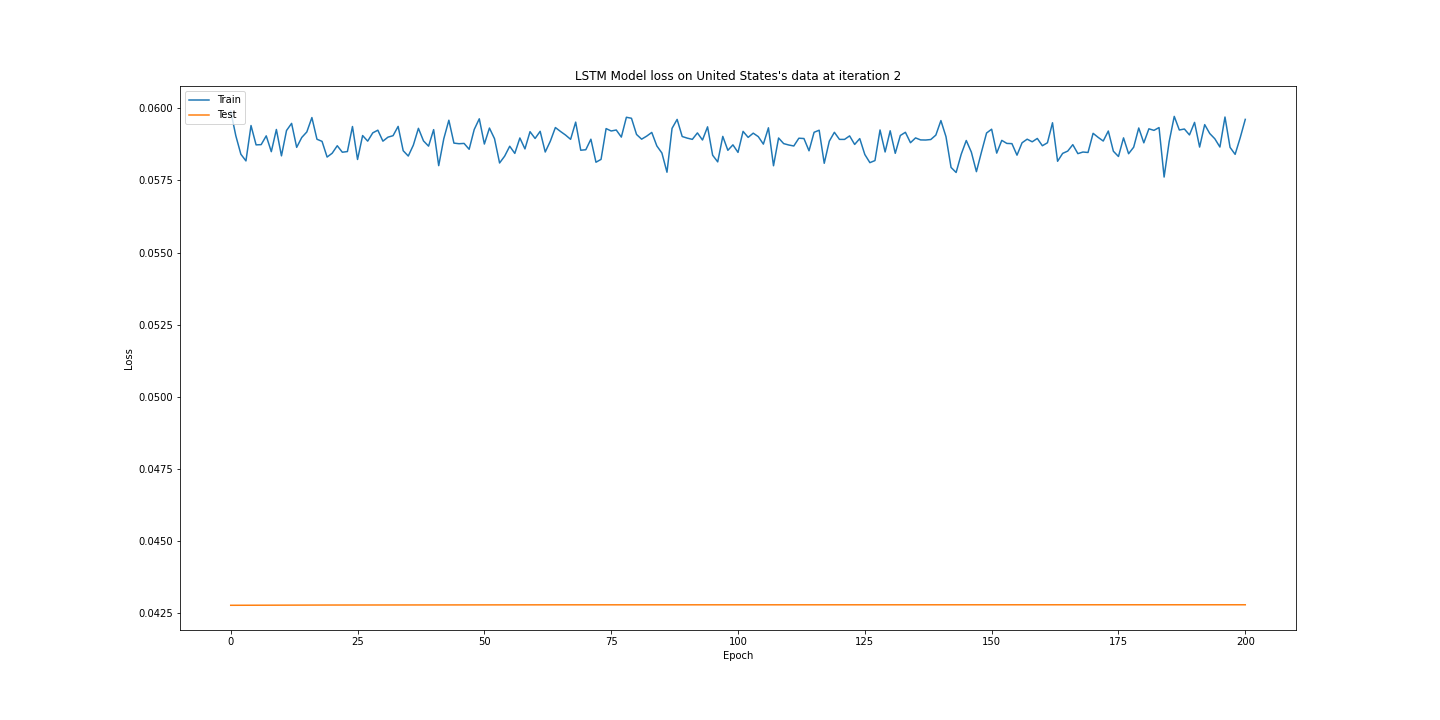 LSTM Model loss on United States's data at iteration 2
Train
Test
0.0600
0.0575
0.0550
0.0525
0.0500
0.0475
0.0450
0.0425
Loss
0 25 50 75 100 125 150 175 200
Epoch